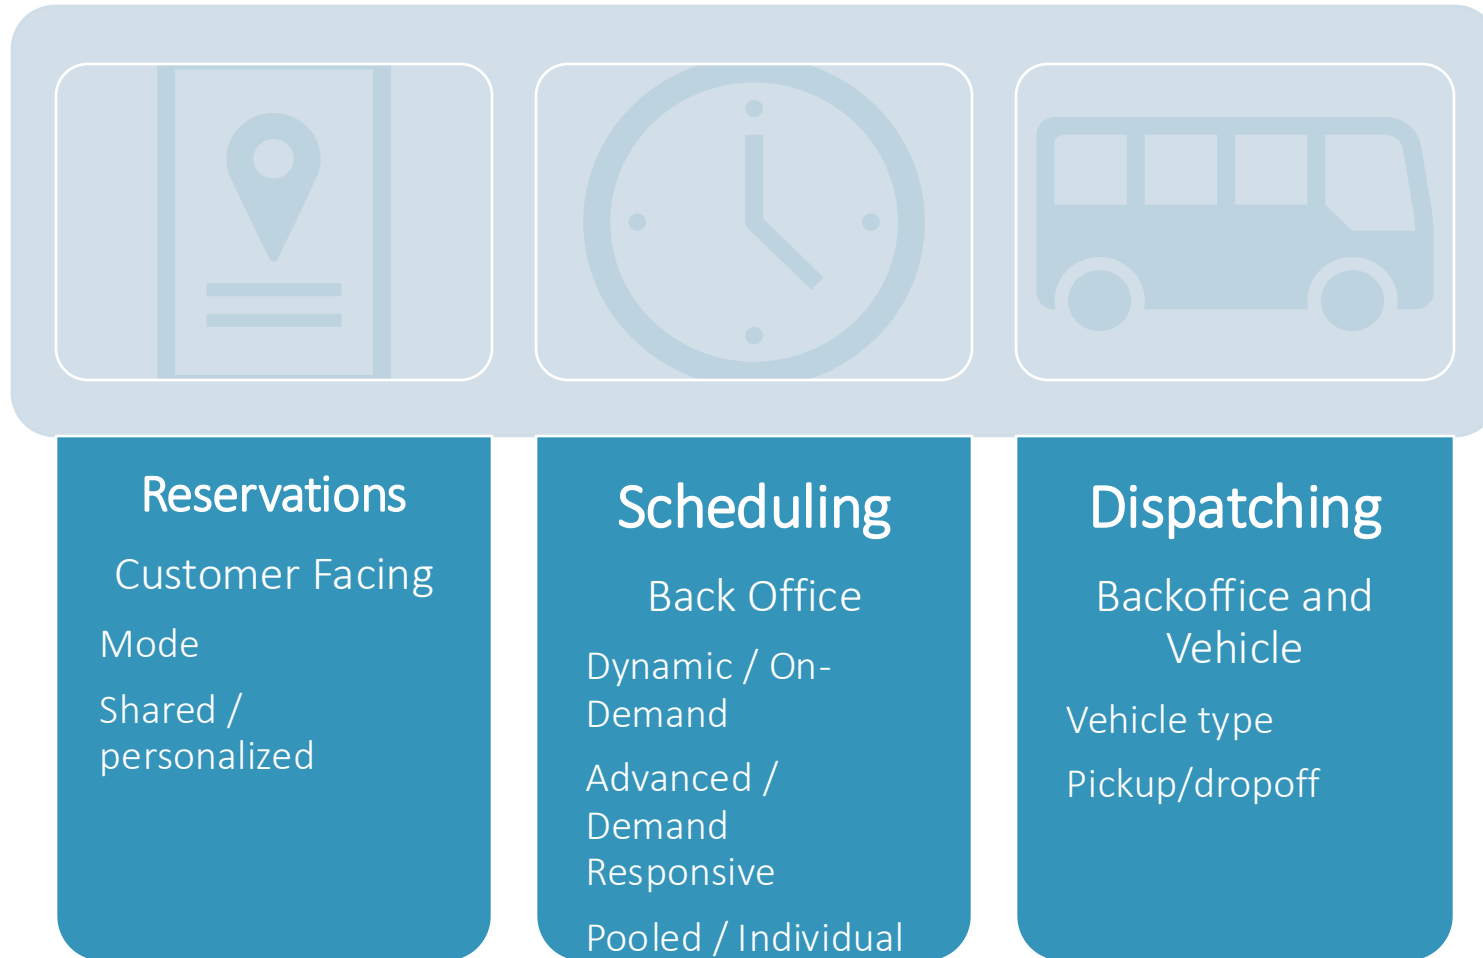 Reservations
Customer Facing
Mode
Shared /
personalized
Scheduling
Back Office
Dynamic / On-
Demand
Advanced /
Demand
Responsive
Pooled / Individual
Dispatching
Backoffice and
Vehicle
Vehicle type
Pickup/dropoff